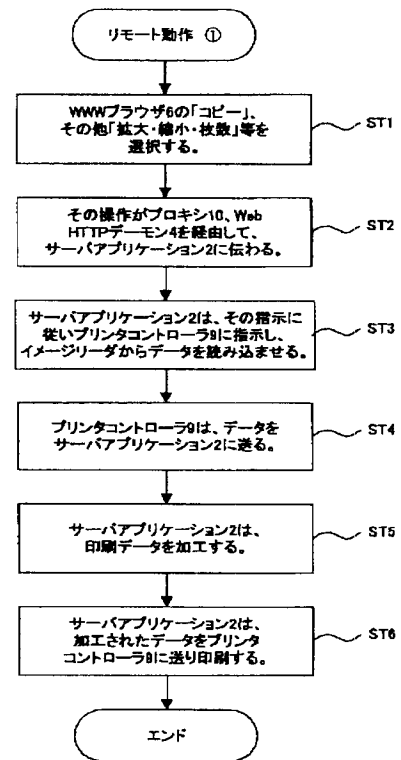 リモート動作 ①
WWWブラウザ6の「コピー」、
その他「拡大・縮小・枚数」等を
選択する。
ST1
その操作がプロキシ10、Web
HTTPデーモン4を経由して、
サーバアプリケーション2に伝わる。
ST2
サーバアプリケーション2は、その指示に
従いプリンタコントローラ9に指示し、
イメージリーダからデータを読み込ませる。
ST3
プリンタコントローラ9は、データを
サーバアプリケーション2に送る。
ST4
サーバアプリケーション2は、
印刷データを加工する。
ST5
サーバアプリケーション2は、
加工されたデータをプリンタ
コントローラ9に送り印刷する。
ST6
エンド